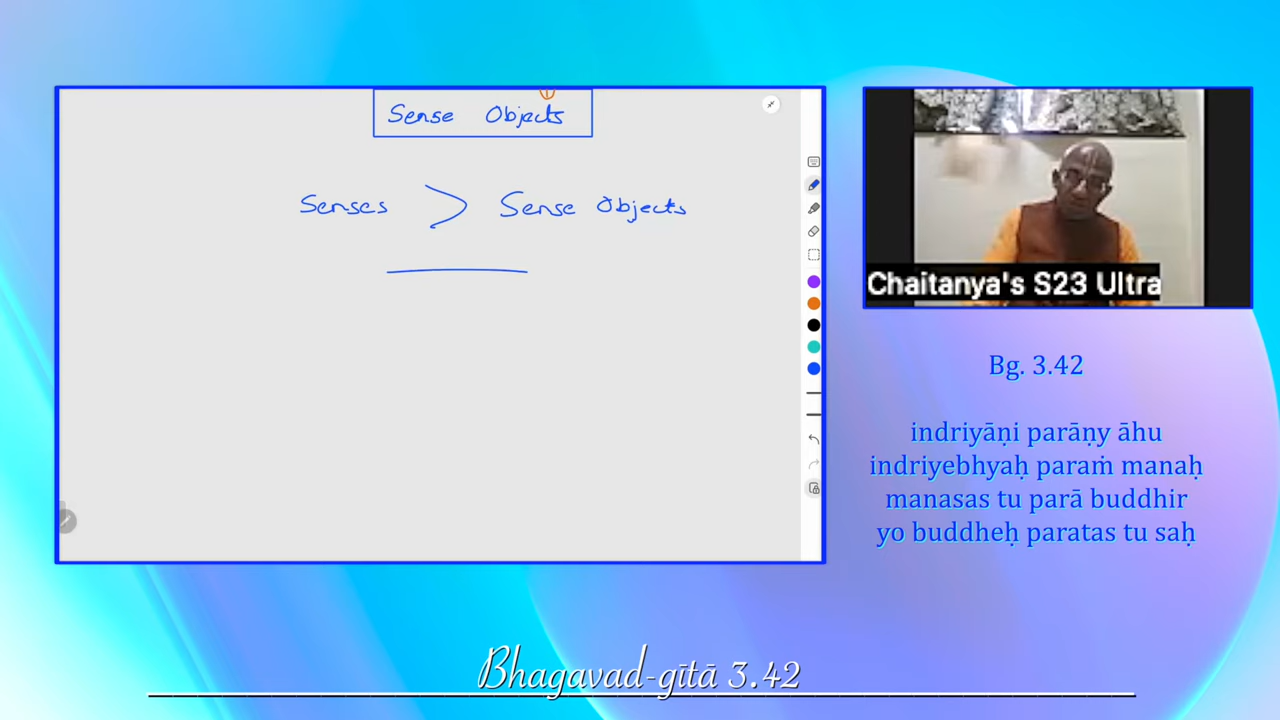 Sense Objects
Senses > Sense Objects
Chaitanya's S23 Ultra
Bg. 3.42
indriyāṇi parāṇy āhu
indriyebhyaḥ paraṁ manaḥ
manasas tu parā buddhir
yo buddheḥ paratas tu saḥ
Bhagavad-gītā 3.42